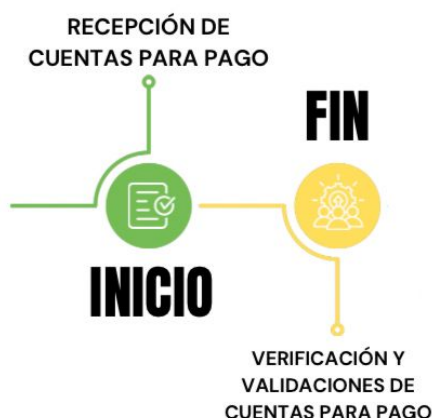 RECEPCIÓN DE
CUENTAS PARA PAGO
INICIO
FIN
VERIFICACIÓN Y
VALIDACIONES DE
CUENTAS PARA PAGO